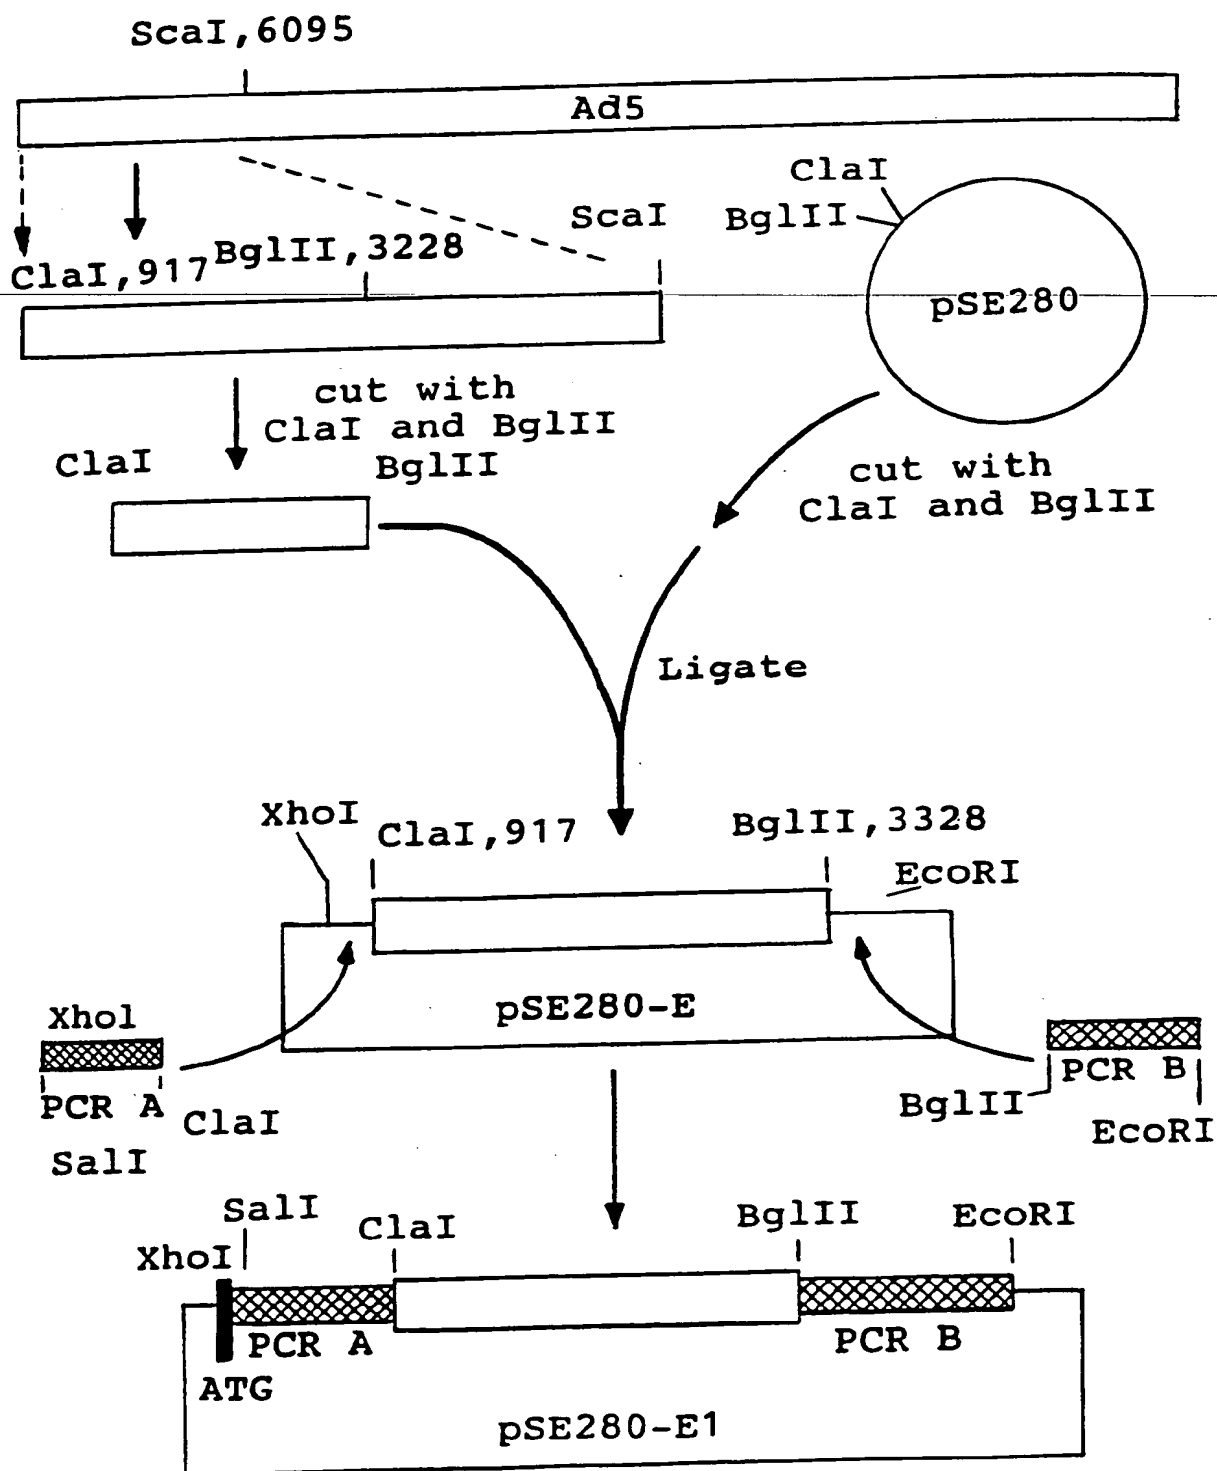 ScaI,6095
Ad5
ClaI
BglII
ScaI
BglII,3228
ClaI,917
pSE280
cut with
ClaI and BglII
ClaI
BglII
cut with
ClaI and BglII
Ligate
XhoI
ClaI,917
BglII,3328
EcoRI
pSE280-E
Xhol
PCR A
ClaI
SalI
PCR B
BglII
EcoRI
SalI
ClaI
BglII
EcoRI
XhoI
PCR A
PCR B
ATG
pSE280-E1